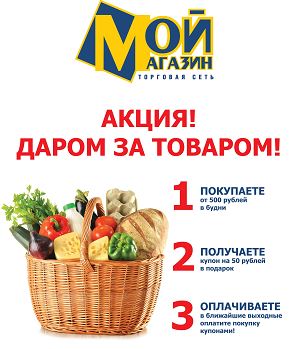 МОЙ
МАГАЗИН
ТОРГОВАЯ СЕТЬ
АКЦИЯ!
ДАРОМ ЗА ТОВАРОМ!
1 ПОКУПАЕТЕ
от 500 рублей
в будни
2 ПОЛУЧАЕТЕ
купон на 50 рублей
в подарок
3 ОПЛАЧИВАЕТЕ
в ближайшие выходные
оплатите покупку
купонами!